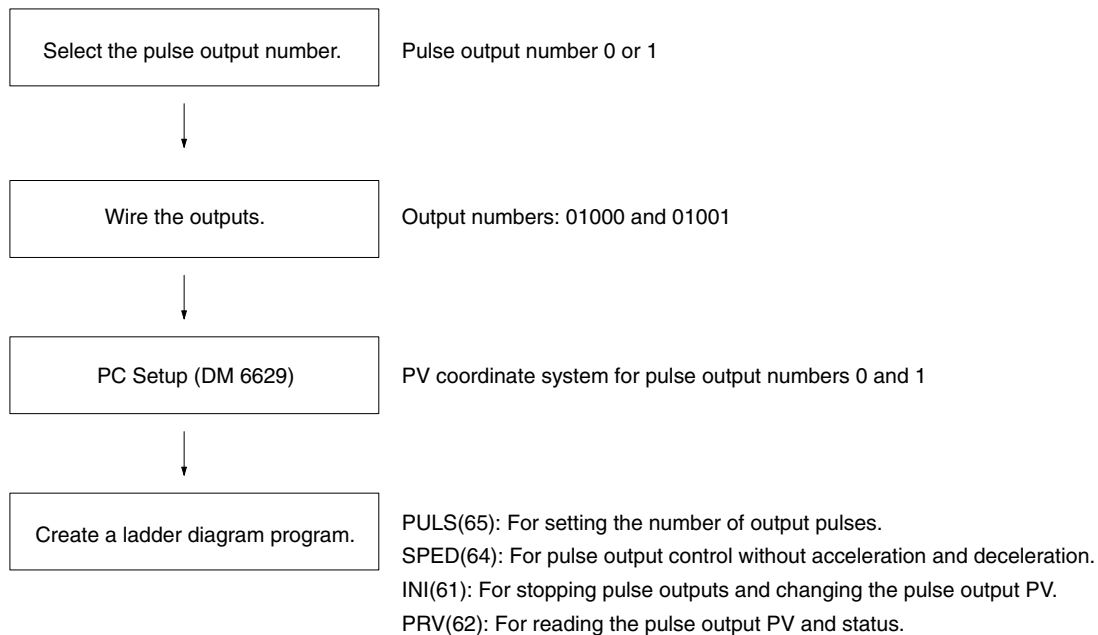 Select the pulse output number.
Pulse output number 0 or 1
Wire the outputs.
Output numbers: 01000 and 01001
PC Setup (DM 6629)
PV coordinate system for pulse output numbers 0 and 1
Create a ladder diagram program.
PULS(65): For setting the number of output pulses.
SPED(64): For pulse output control without acceleration and deceleration.
INI(61): For stopping pulse outputs and changing the pulse output PV.
PRV(62): For reading the pulse output PV and status.